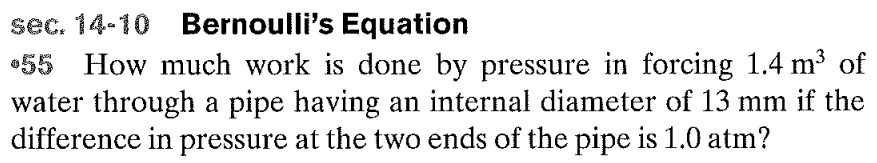 sec. 14-10 Bernoulli's Equation
•55 How much work is done by pressure in forcing 1.4 m³ of
water through a pipe having an internal diameter of 13 mm if the
difference in pressure at the two ends of the pipe is 1.0 atm?